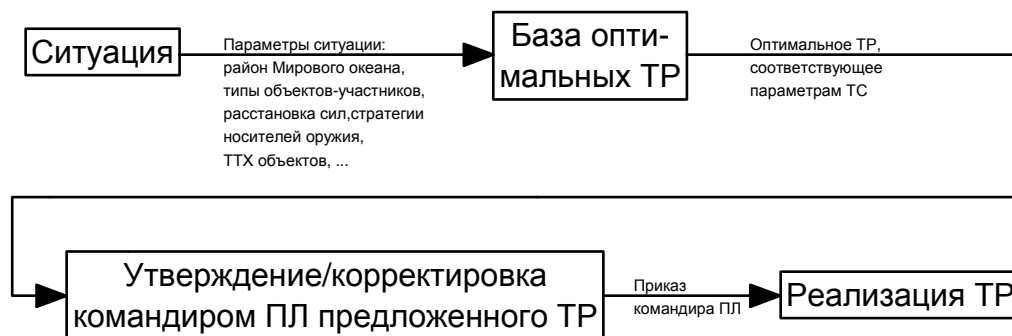 Ситуация
Параметры ситуации:
район Мирового океана,
типы объектов-участников,
расстановка сил,стратегии
носителей оружия,
ТТХ объектов, ...
База опти-
мальных ТР
Оптимальное ТР,
соответствующее
параметрам ТС
Утверждение/корректировка
командиром ПЛ предложенного ТР
Приказ
командира ПЛ
Реализация ТР